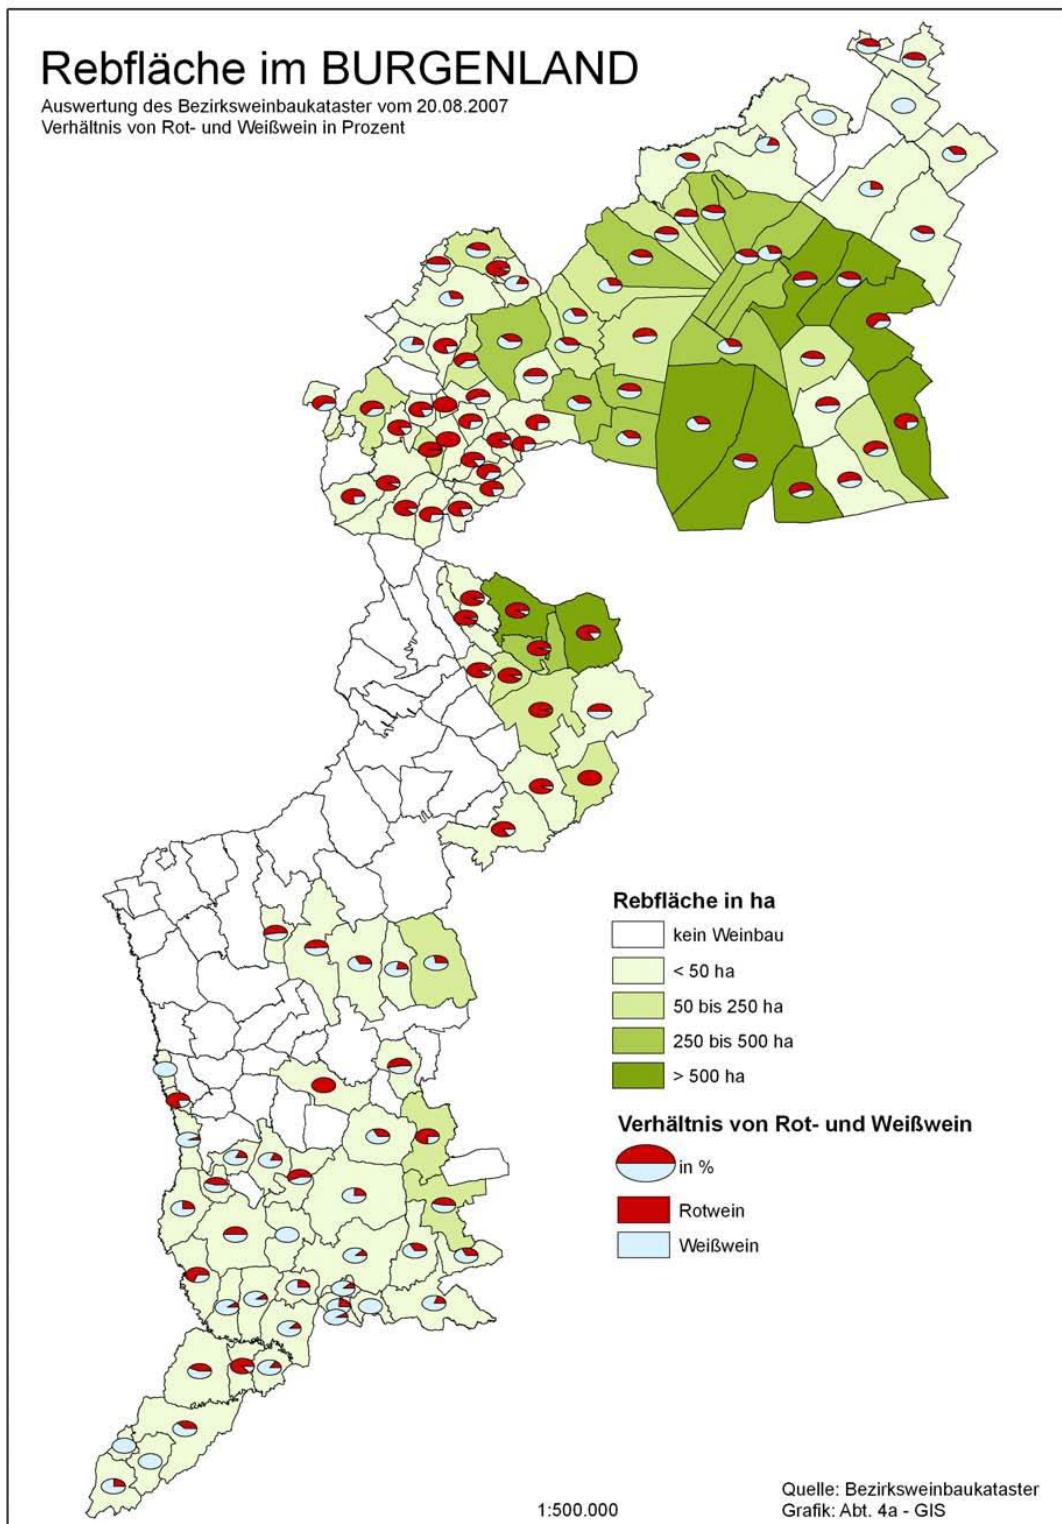 Rebfläche im BURGENLAND
Auswertung des Bezirksweinbaukataster vom 20.08.2007
Verhältnis von Rot- und Weißwein in Prozent
Rebfläche in ha
kein Weinbau
< 50 ha
50 bis 250 ha
250 bis 500 ha
> 500 ha
Verhältnis von Rot- und Weißwein
in %
Rotwein
Weißwein
1:500.000
Quelle: Bezirksweinbaukataster
Grafik: Abt. 4a - GIS